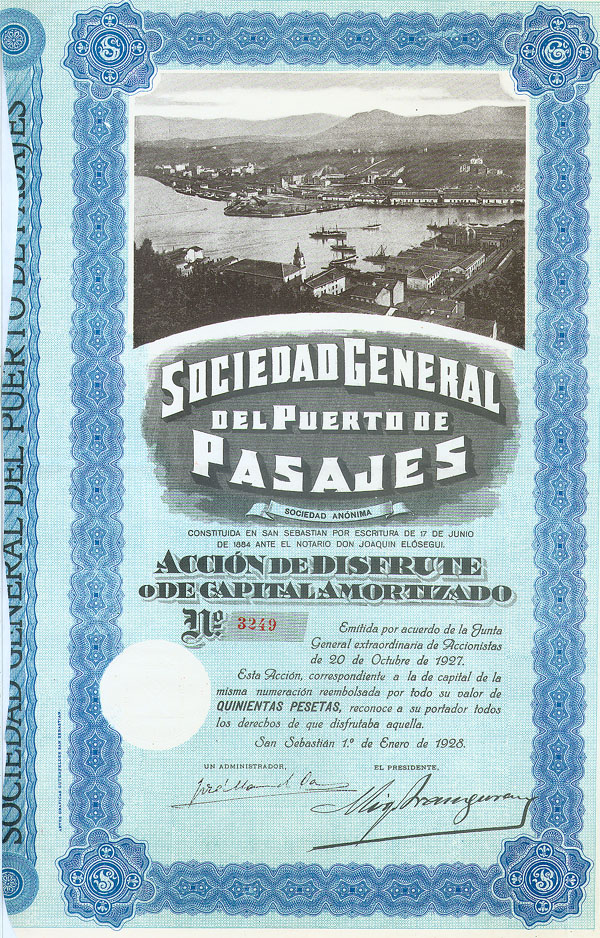 SOCIEDAD GENERAL DEL PUERTO DE PASAJES
SOCIEDAD GENERAL
DEL PUERTO DE
PASAJES
SOCIEDAD ANÓNIMA
CONSTITUIDA EN SAN SEBASTIAN POR ESCRITURA DE 17 DE JUNIO
DE 1884 ANTE EL NOTARIO DON JOAQUIN ELÓSEGUI.
ACCIÓN DE DISFRUTE
O DE CAPITAL AMORTIZADO
Nº 3249
Emitida por acuerdo de la Junta
General extraordinaria de Accionistas
de 20 de Octubre de 1927.
Esta Acción, correspondiente a la de capital de la
misma numeración reembolsada por todo su valor de
QUINIENTAS PESETAS, reconoce a su portador todos
los derechos de que disfrutaba aquella.
San Sebastián 1.º de Enero de 1928.
UN ADMINISTRADOR, EL PRESIDENTE,